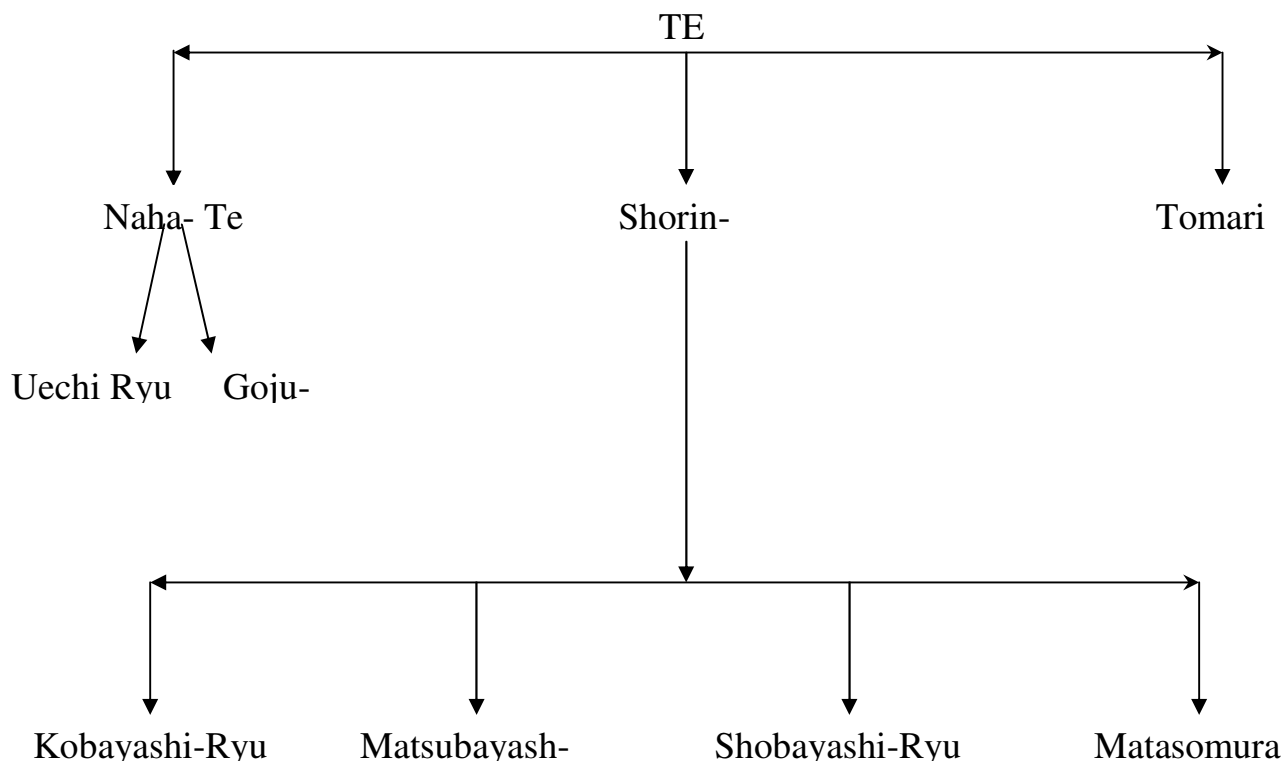 TE
Naha- Te Shorin- Tomari
Uechi Ryu Goju-
Kobayashi-Ryu Matsubayash- Shobayashi-Ryu Matasomura